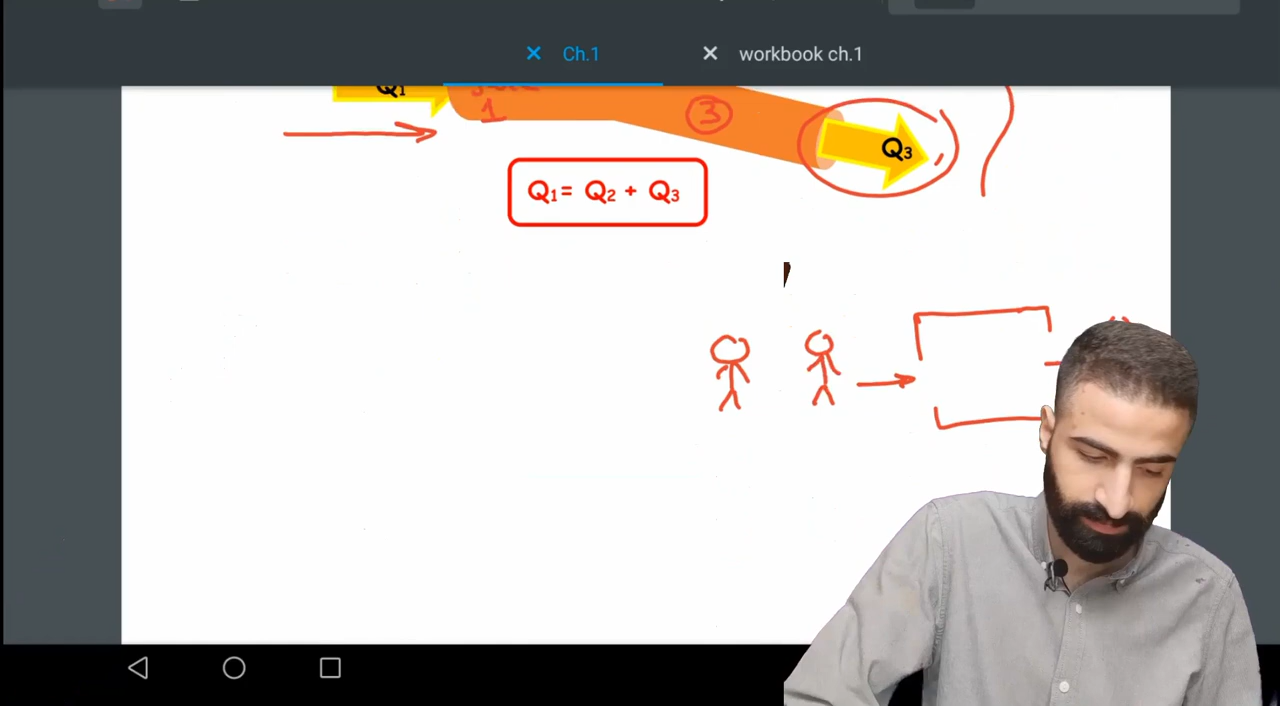 Ch.1
workbook ch.1
Q₁
1
3
Q₃
Q₁ = Q₂ + Q₃